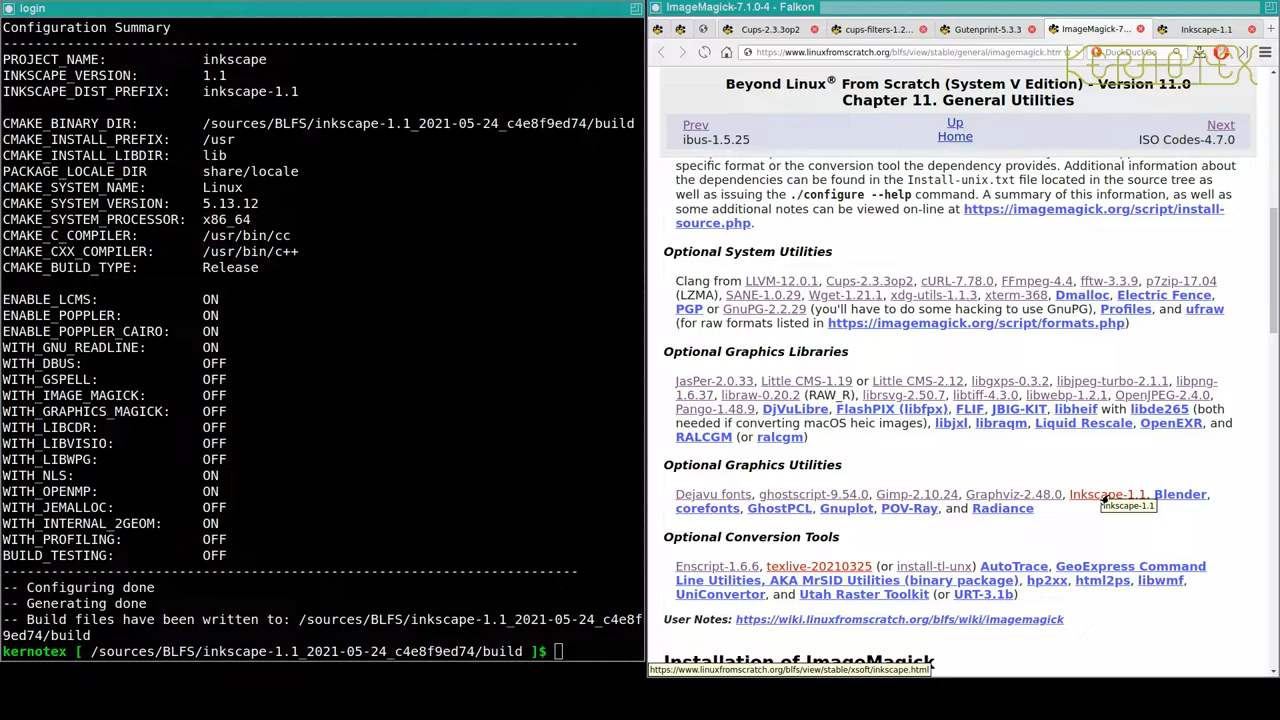 login
Configuration Summary
------------------------------------------------------------------------
PROJECT_NAME: inkscape
INKSCAPE_VERSION: 1.1
INKSCAPE_DIST_PREFIX: inkscape-1.1
CMAKE_BINARY_DIR: /sources/BLFS/inkscape-1.1_2021-05-24_c4e8f9ed74/build
CMAKE_INSTALL_PREFIX: /usr
CMAKE_INSTALL_LIBDIR: lib
PACKAGE_LOCALE_DIR share/locale
CMAKE_SYSTEM_NAME: Linux
CMAKE_SYSTEM_VERSION: 5.13.12
CMAKE_SYSTEM_PROCESSOR: x86_64
CMAKE_C_COMPILER: /usr/bin/cc
CMAKE_CXX_COMPILER: /usr/bin/c++
CMAKE_BUILD_TYPE: Release
ENABLE_LCMS: ON
ENABLE_POPPLER: ON
ENABLE_POPPLER_CAIRO: ON
WITH_GNU_READLINE: ON
WITH_DBUS: OFF
WITH_GSPELL: OFF
WITH_IMAGE_MAGICK: OFF
WITH_GRAPHICS_MAGICK: OFF
WITH_LIBCDR: OFF
WITH_LIBVISIO: OFF
WITH_LIBWPG: OFF
WITH_NLS: ON
WITH_OPENMP: ON
WITH_JEMALLOC: OFF
WITH_INTERNAL_2GEOM: ON
WITH_PROFILING: OFF
BUILD_TESTING: OFF
------------------------------------------------------------------------
-- Configuring done
-- Generating done
-- Build files have been written to: /sources/BLFS/inkscape-1.1_2021-05-24_c4e8f
9ed74/build
kernotex [ /sources/BLFS/inkscape-1.1_2021-05-24_c4e8f9ed74/build ]$
ImageMagick-7.1.0-4 - Falkon
Cups-2.3.3op2 cups-filters-1.2... Gutenprint-5.3.3 ImageMagick-7... Inkscape-1.1
https://www.linuxfromscratch.org/blfs/view/stable/general/imagemagick.htm DuckDuckGo
KERNOTEX
Beyond Linux® From Scratch (System V Edition) - Version 11.0
Chapter 11. General Utilities
Prev Up Next
ibus-1.5.25 Home ISO Codes-4.7.0
specific format or the conversion tool the dependency provides. Additional information about
the dependencies can be found in the Install-unix.txt file located in the source tree as
well as issuing the ./configure --help command. A summary of this information, as well as
some additional notes can be viewed on-line at https://imagemagick.org/script/install-
source.php.
Optional System Utilities
Clang from LLVM-12.0.1, Cups-2.3.3op2, cURL-7.78.0, FFmpeg-4.4, fftw-3.3.9, p7zip-17.04
(LZMA), SANE-1.0.29, Wget-1.21.1, xdg-utils-1.1.3, xterm-368, Dmalloc, Electric Fence,
PGP or GnuPG-2.2.29 (you'll have to do some hacking to use GnuPG), Profiles, and ufraw
(for raw formats listed in https://imagemagick.org/script/formats.php)
Optional Graphics Libraries
JasPer-2.0.33, Little CMS-1.19 or Little CMS-2.12, libgxps-0.3.2, libjpeg-turbo-2.1.1, libpng-
1.6.37, libraw-0.20.2 (RAW_R), librsvg-2.50.7, libtiff-4.3.0, libwebp-1.2.1, OpenJPEG-2.4.0,
Pango-1.48.9, DjVuLibre, FlashPIX (libfpx), FLIF, JBIG-KIT, libheif with libde265 (both
needed if converting macOS heic images), libjxl, libraqm, Liquid Rescale, OpenEXR, and
RALCGM (or ralcgm)
Optional Graphics Utilities
Dejavu fonts, ghostscript-9.54.0, Gimp-2.10.24, Graphviz-2.48.0, Inkscape-1.1, Blender,
corefonts, GhostPCL, Gnuplot, POV-Ray, and Radiance
Inkscape-1.1
Optional Conversion Tools
Enscript-1.6.6, texlive-20210325 (or install-tl-unx) AutoTrace, GeoExpress Command
Line Utilities, AKA MrSID Utilities (binary package), hp2xx, html2ps, libwmf,
UniConvertor, and Utah Raster Toolkit (or URT-3.1b)
User Notes: https://wiki.linuxfromscratch.org/blfs/wiki/imagemagick
Installation of ImageMagick
https://www.linuxfromscratch.org/blfs/view/stable/xsoft/inkscape.html